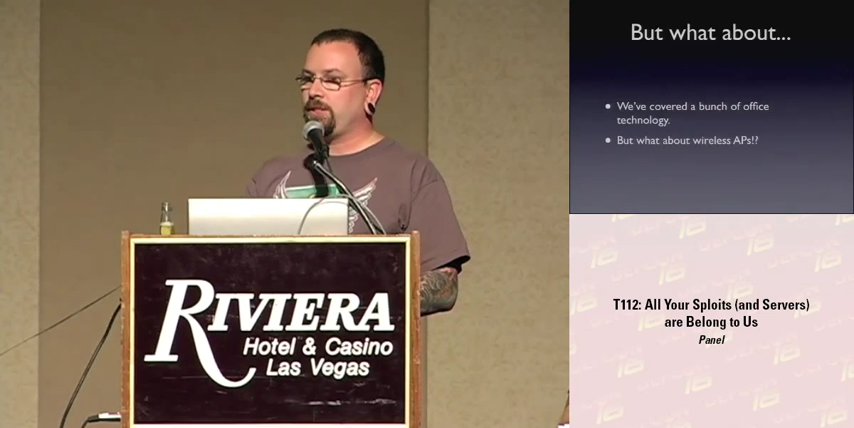 But what about...
We've covered a bunch of office
technology.
But what about wireless APs!?
RIVIERA
Hotel & Casino
Las Vegas
T112: All Your Sploits (and Servers)
are Belong to Us
Panel